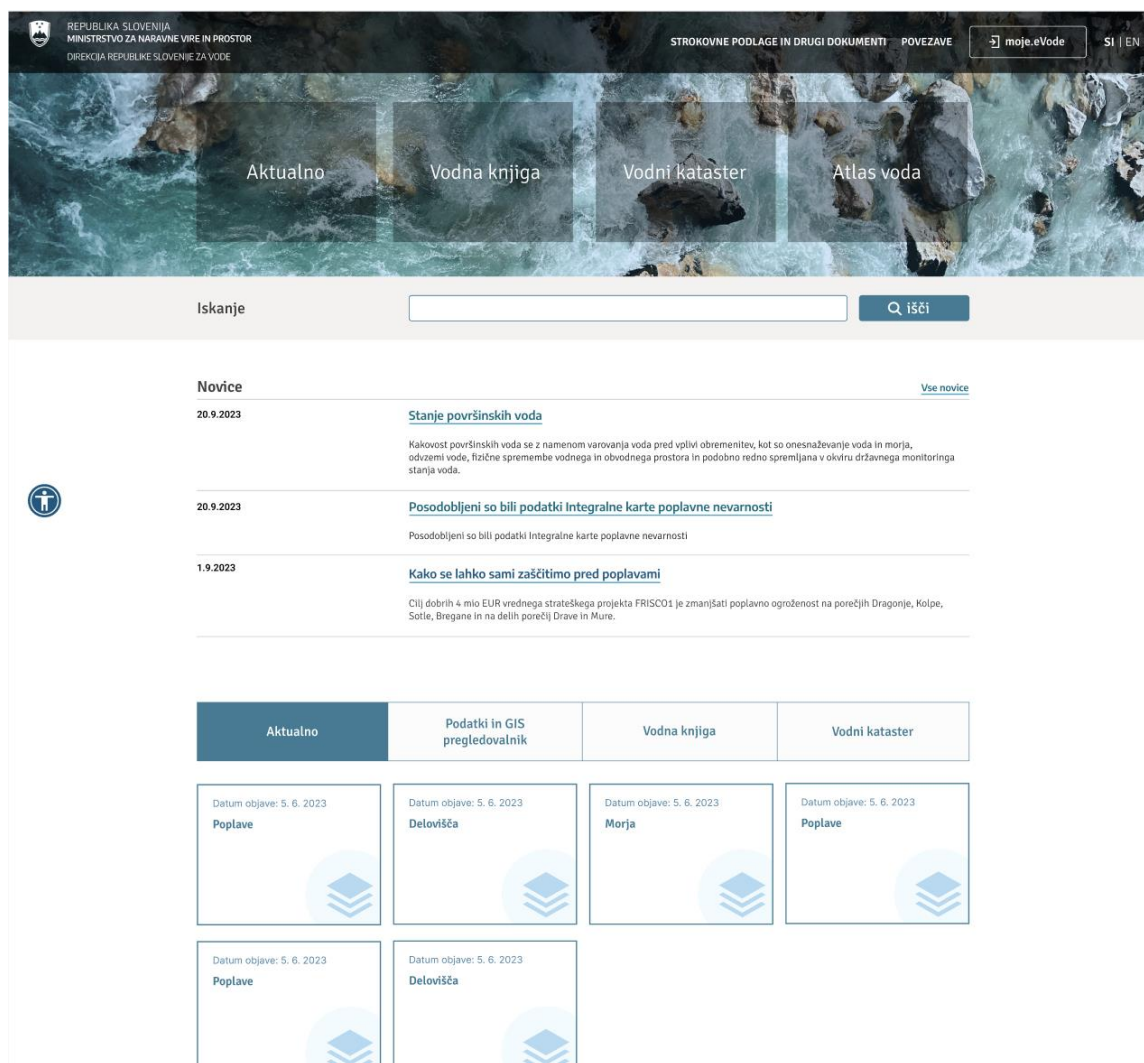 REPUBLIKA SLOVENIJA
MINISTRSTVO ZA NARAVNE VIRE IN PROSTOR
DIREKCIJA REPUBLIKE SLOVENIJE ZA VODE
STROKOVNE PODLAGE IN DRUGI DOKUMENTI POVEZAVE moje.eVode SI | EN
Aktualno Vodna knjiga Vodni kataster Atlas voda
Iskanje išči
Novice Vse novice
20.9.2023 Stanje površinskih voda
Kakovost površinskih voda se z namenom varovanja voda pred vplivi obremenitev, kot so onesnaževanje voda in morja,
odvzemi vode, fizične spremembe vodnega in obvodnega prostora in podobno redno spremljana v okviru državnega monitoringa
stanja voda.
20.9.2023 Posodobljeni so bili podatki Integralne karte poplavne nevarnosti
Posodobljeni so bili podatki Integralne karte poplavne nevarnosti
1.9.2023 Kako se lahko sami zaščitimo pred poplavami
Cilj dobrih 4 mio EUR vrednega strateškega projekta FRISCO1 je zmanjšati poplavno ogroženost na porečjih Dragonje, Kolpe,
Sotle, Bregane in na delih porečij Drave in Mure.
Aktualno Podatki in GIS pregledovalnik Vodna knjiga Vodni kataster
Datum objave: 5. 6. 2023 Datum objave: 5. 6. 2023 Datum objave: 5. 6. 2023 Datum objave: 5. 6. 2023
Poplave Delovišča Morja Poplave
Datum objave: 5. 6. 2023 Datum objave: 5. 6. 2023
Poplave Delovišča